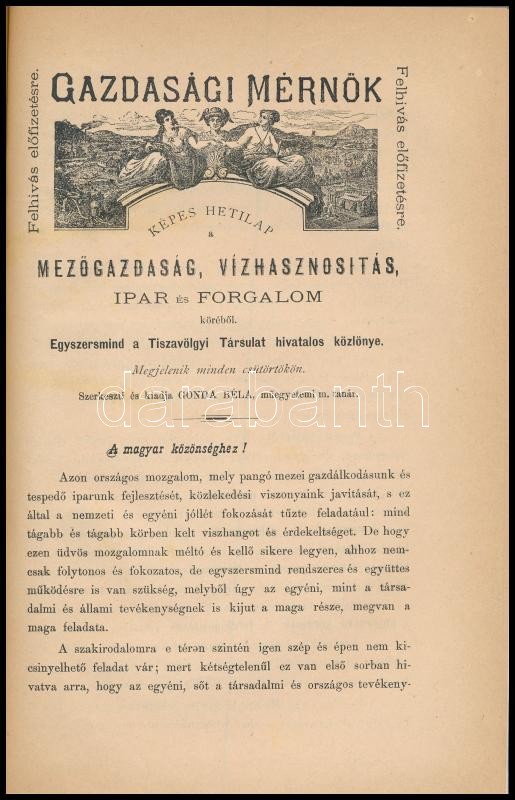 Felhivás előfizetésre.
GAZDASÁGI MÉRNÖK
Felhivás előfizetésre.
KÉPES HETILAP
a
MEZŐGAZDASÁG, VÍZHASZNOSITÁS,
IPAR ÉS FORGALOM
köréből.
Egyszersmind a Tiszavölgyi Társulat hivatalos közlönye.
Megjelenik minden csütörtökön.
Szerkeszti és kiadja GONDA BÉLA, műegyetemi m. tanár.
darabanth
A magyar közönséghez!
Azon országos mozgalom, mely pangó mezei gazdálkodásunk és
tespedő iparunk fejlesztését, közlekedési viszonyaink javítását, s ez
által a nemzeti és egyéni jóllét fokozását tűzte feladatául: mind
tágabb és tágabb körben kelt viszhangot és érdekeltséget. De hogy
ezen üdvös mozgalomnak méltó és kellő sikere legyen, ahhoz nem-
csak folytonos és fokozatos, de egyszersmind rendszeres és együttes
működésre is van szükség, melyből úgy az egyéni, mint a társa-
dalmi és állami tevékenységnek is kijut a maga része, megvan a
maga feladata.
A szakirodalomra e téren szintén igen szép és épen nem ki-
csinyelhető feladat vár; mert kétségtelenűl ez van első sorban hí-
vatva arra, hogy az egyéni, sőt a társadalmi és országos tevékeny-